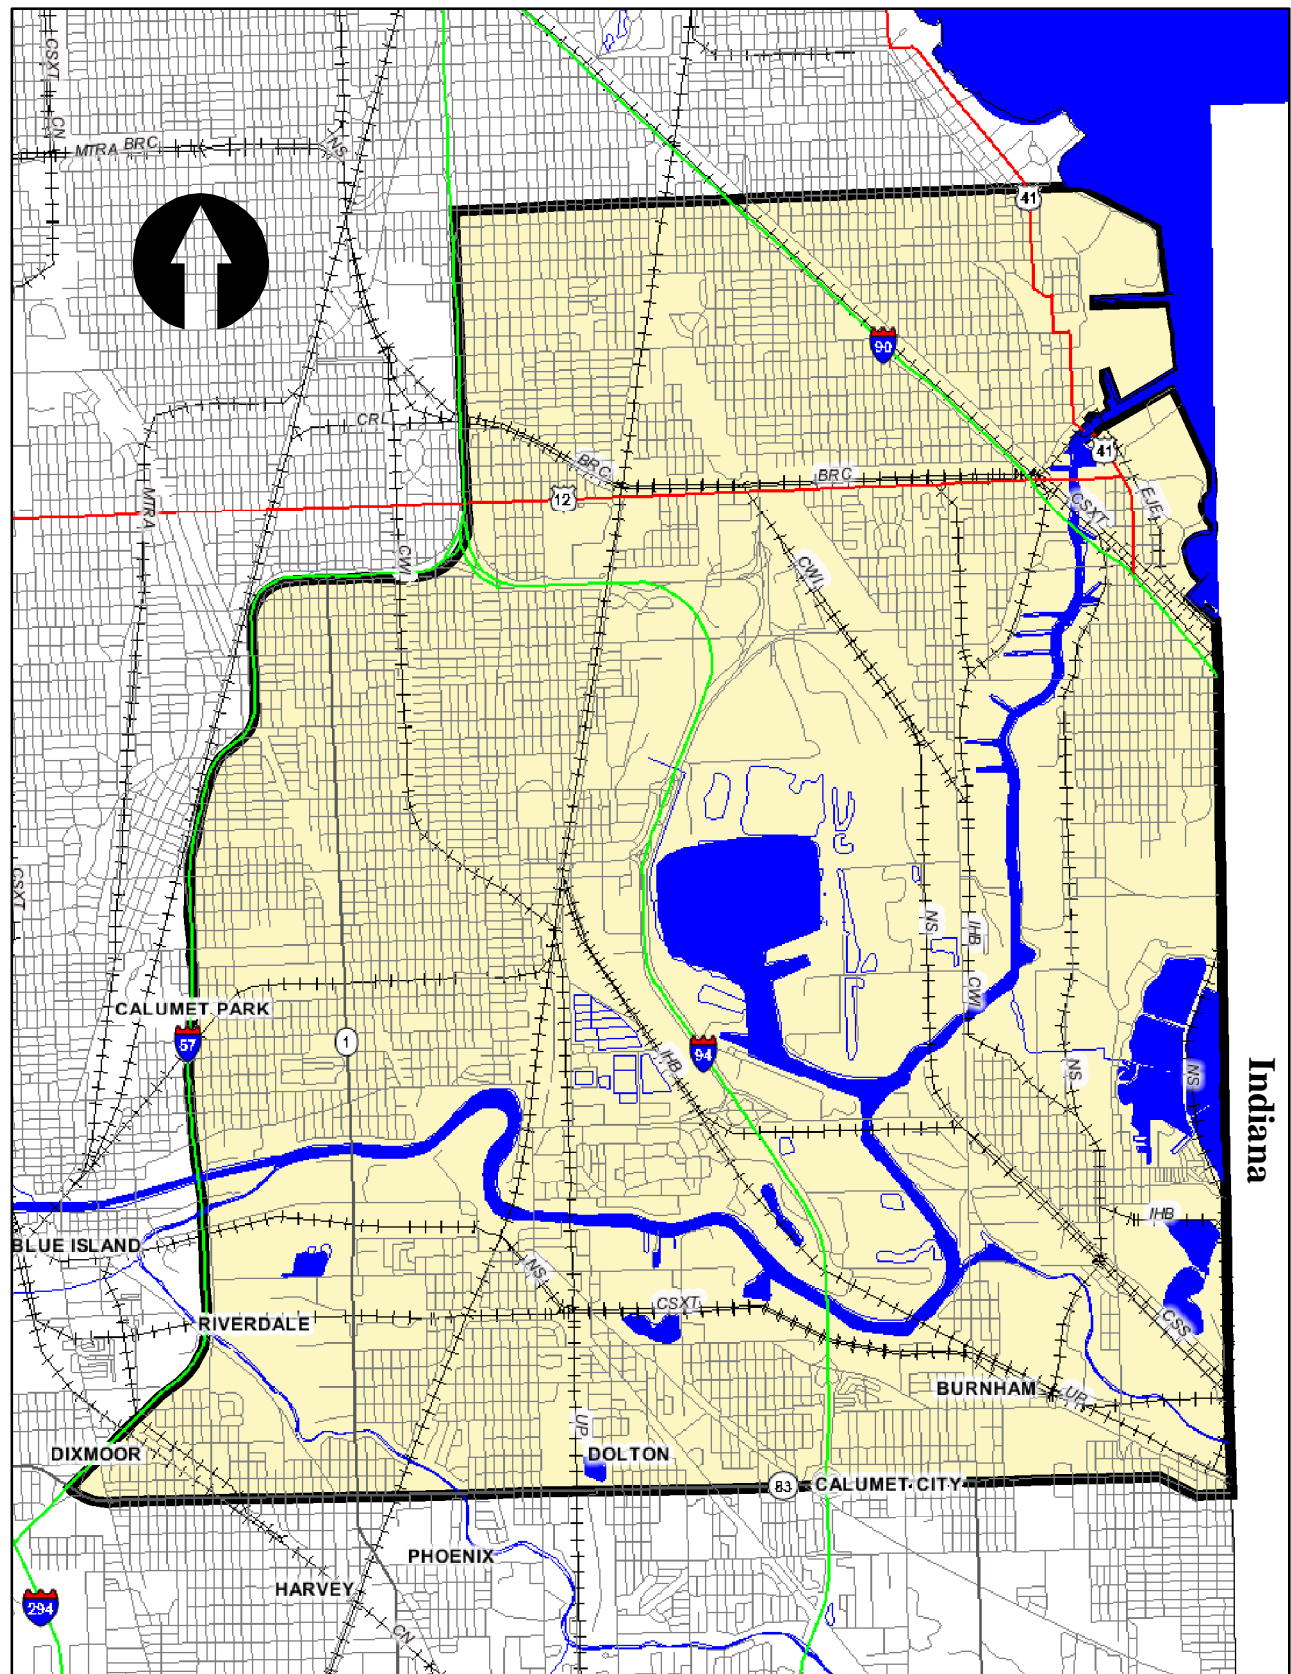 CSXT
CN
MTRA
BRC
NS
41
90
CRL
BRC
BRC
41
12
EJE
CSXT
MTRA
CWI
CWI
CSXT
NS
IHB
CWI
CALUMET PARK
57
1
94
IHB
NS
NS
Indiana
IHB
BLUE ISLAND
NS
CSXT
RIVERDALE
CSS
BURNHAM
UP
UP
DIXMOOR
DOLTON
83
CALUMET CITY
PHOENIX
HARVEY
294
CN